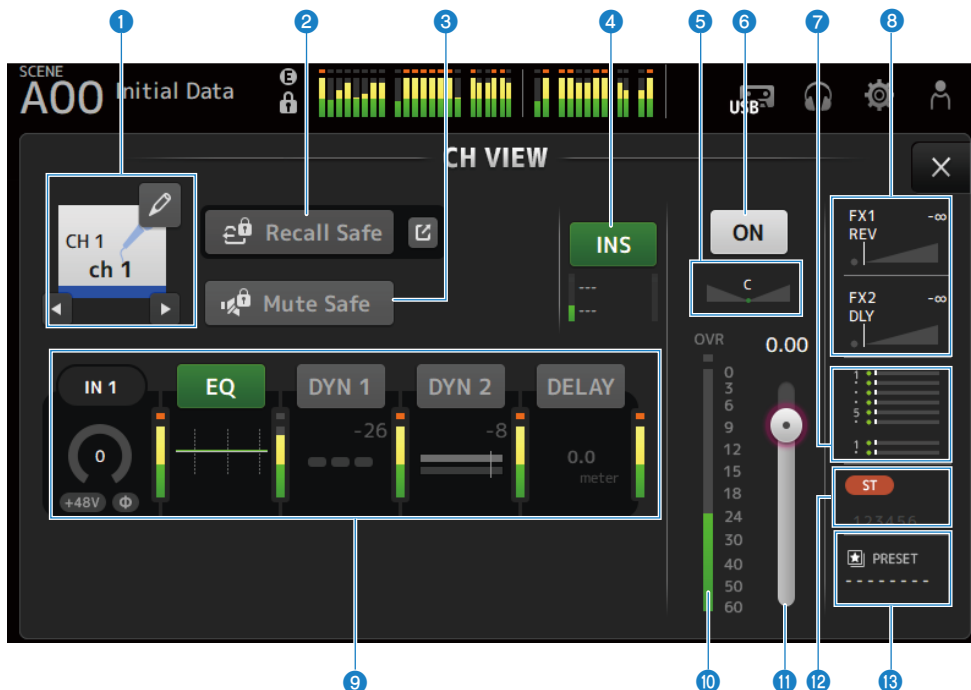 1 2 3 4 5 6 7 8
SCENE
A00 Initial Data
E
USB
CH VIEW
CH 1
ch 1
Recall Safe
Mute Safe
INS
---
---
ON
C
FX1 -∞
REV
FX2 -∞
DLY
OVR 0.00
0
3
6
9
12
15
18
24
30
40
50
60
1
5
1
IN 1 EQ DYN 1 DYN 2 DELAY
0
-26
-8
0.0
meter
+48V Φ
ST
123456
PRESET
--------
9 10 11 12 13